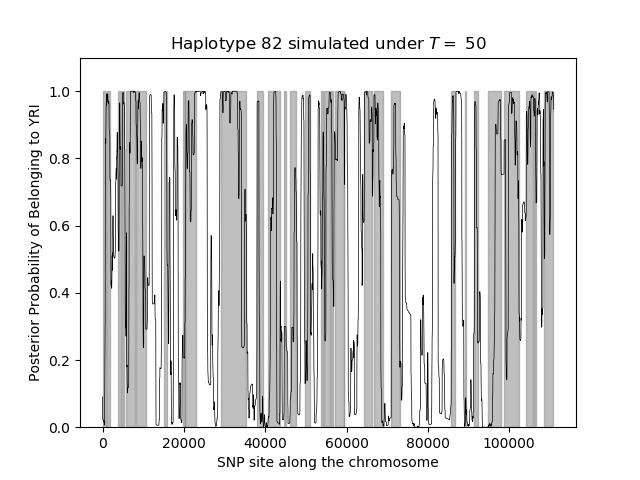 Haplotype 82 simulated under T = 50
Posterior Probability of Belonging to YRI
1.0
0.8
0.6
0.4
0.2
0.0
0 20000 40000 60000 80000 100000
SNP site along the chromosome